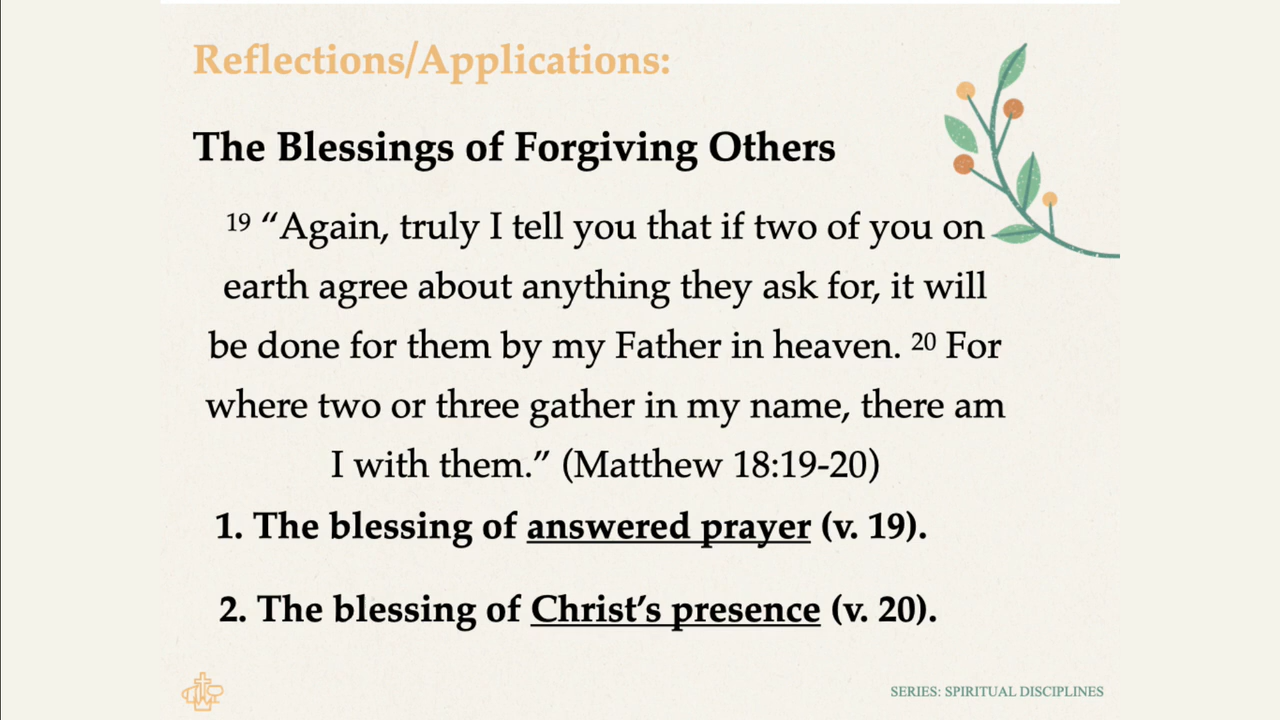 Reflections/Applications:
The Blessings of Forgiving Others
19 “Again, truly I tell you that if two of you on
earth agree about anything they ask for, it will
be done for them by my Father in heaven. 20 For
where two or three gather in my name, there am
I with them.” (Matthew 18:19-20)
1. The blessing of answered prayer (v. 19).
2. The blessing of Christ’s presence (v. 20).
SERIES: SPIRITUAL DISCIPLINES